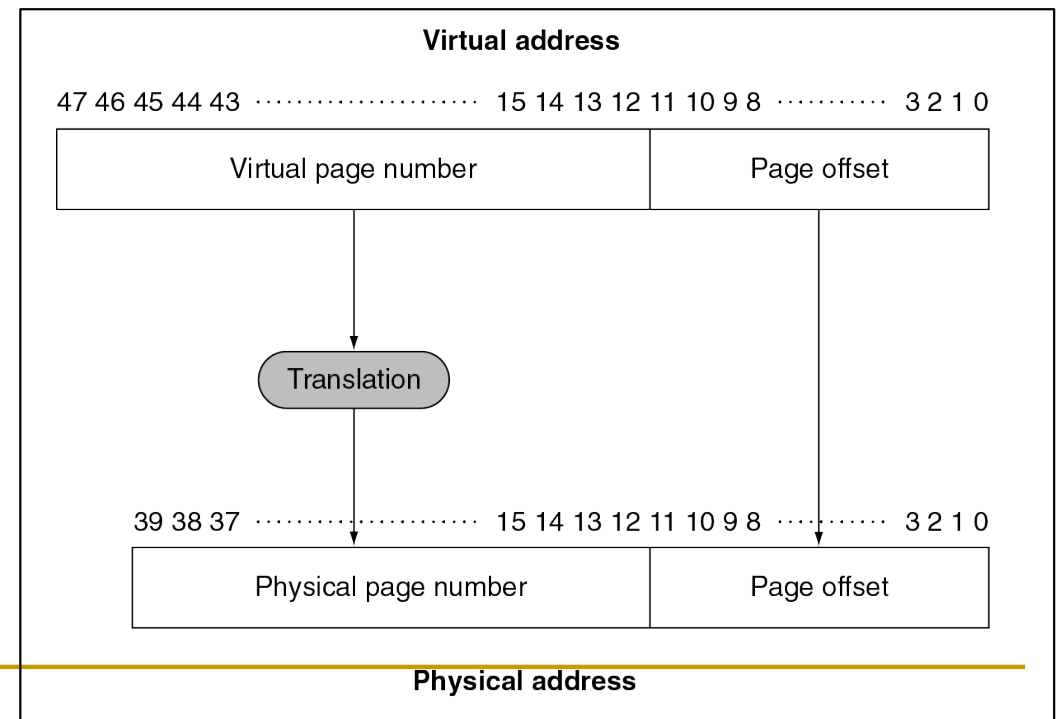 Virtual address
47 46 45 44 43 ······················ 15 14 13 12 11 10 9 8 ··········· 3 2 1 0
Virtual page number Page offset
Translation
39 38 37 ······················ 15 14 13 12 11 10 9 8 ··········· 3 2 1 0
Physical page number Page offset
Physical address